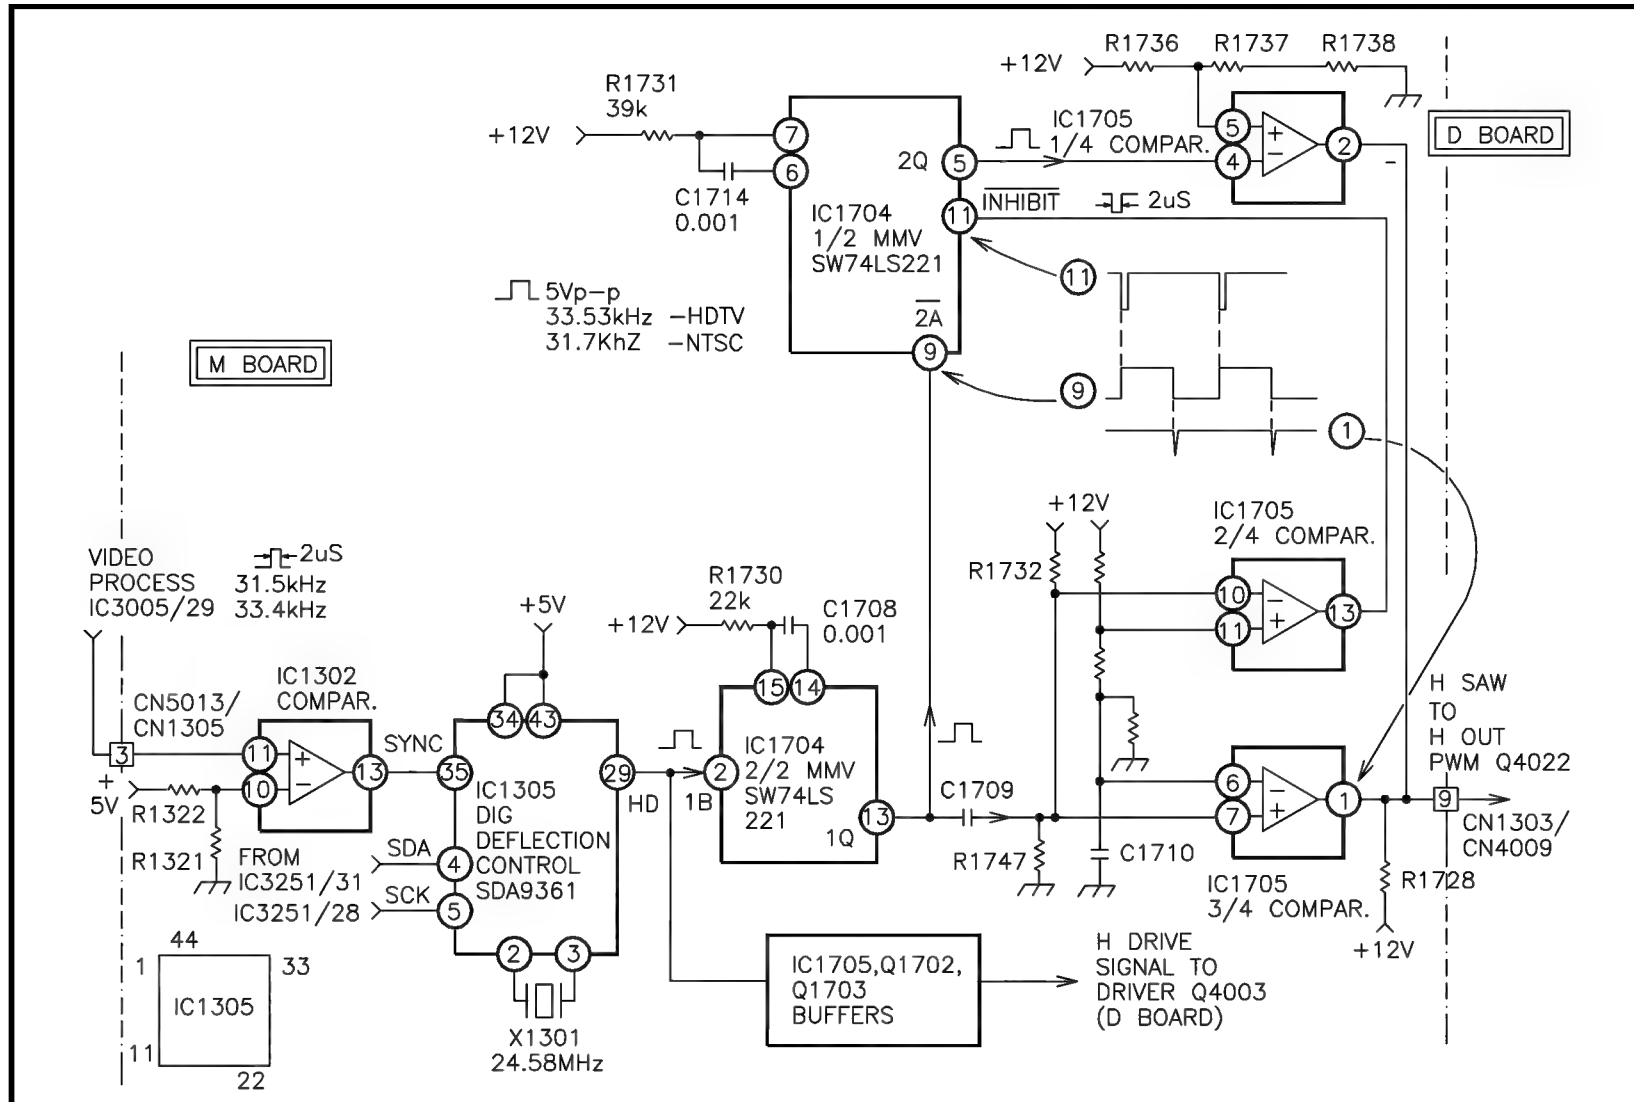 R1736
R1737
R1738
+12V
R1731
39k
+12V
7
6
C1714
0.001
IC1704
1/2 MMV
SW74LS221
2Q
5
INHIBIT
11
2A
9
IC1705
1/4 COMPAR.
5
+
4
−
2
−
D BOARD
2uS
5Vp-p
33.53kHz -HDTV
31.7KhZ -NTSC
M BOARD
11
9
1
VIDEO
PROCESS
IC3005/29
2uS
31.5kHz
33.4kHz
CN5013/
CN1305
3
+
5V
R1322
R1321
IC1302
COMPAR.
11
+
10
−
13
SYNC
+5V
34
43
35
IC1305
DIG
DEFLECTION
CONTROL
SDA9361
29
HD
FROM
IC3251/31
IC3251/28
SDA
4
SCK
5
2
3
X1301
24.58MHz
44
1
33
IC1305
11
22
R1730
22k
+12V
C1708
0.001
15
14
2
1B
IC1704
2/2 MMV
SW74LS
221
13
1Q
C1709
R1747
+12V
R1732
C1710
IC1705
2/4 COMPAR.
10
−
11
+
13
6
−
7
+
1
IC1705
3/4 COMPAR.
H SAW
TO
H OUT
PWM Q4022
9
CN1303/
CN4009
R1728
+12V
IC1705,Q1702,
Q1703
BUFFERS
H DRIVE
SIGNAL TO
DRIVER Q4003
(D BOARD)